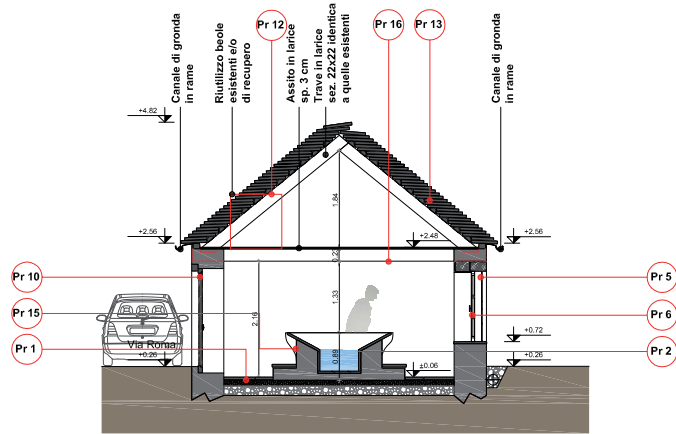 Canale di gronda
in rame
Riutilizzo beole
esistenti e/o
di recupero
Pr 12
Assito in larice
sp. 3 cm
Trave in larice
sez. 22x22 identica
a quelle esistenti
Pr 16
Pr 13
Canale di gronda
in rame
+4.82
1.84
+2.56
+2.48
+2.56
0.23
Pr 10
Pr 5
1.33
Pr 15
2.16
Pr 6
+0.72
Via Roma
Pr 1
Pr 2
+0.26
0.89
±0.06
+0.26